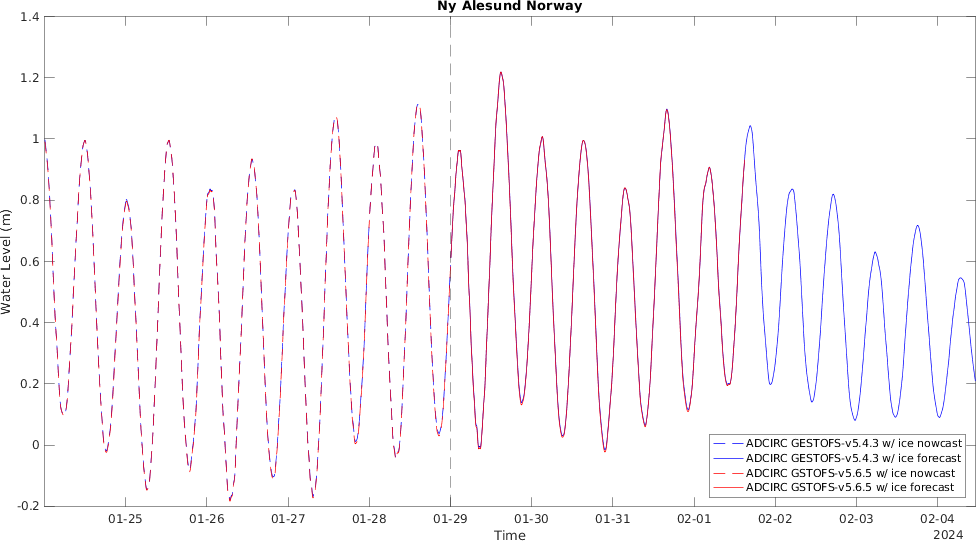 Ny Alesund Norway
1.4
1.2
1
0.8
0.6
0.4
0.2
0
-0.2
Water Level (m)
ADCIRC GESTOFS-v5.4.3 w/ ice nowcast
ADCIRC GESTOFS-v5.4.3 w/ ice forecast
ADCIRC GSTOFS-v5.6.5 w/ ice nowcast
ADCIRC GSTOFS-v5.6.5 w/ ice forecast
01-25 01-26 01-27 01-28 01-29 01-30 01-31 02-01 02-02 02-03 02-04
Time
2024